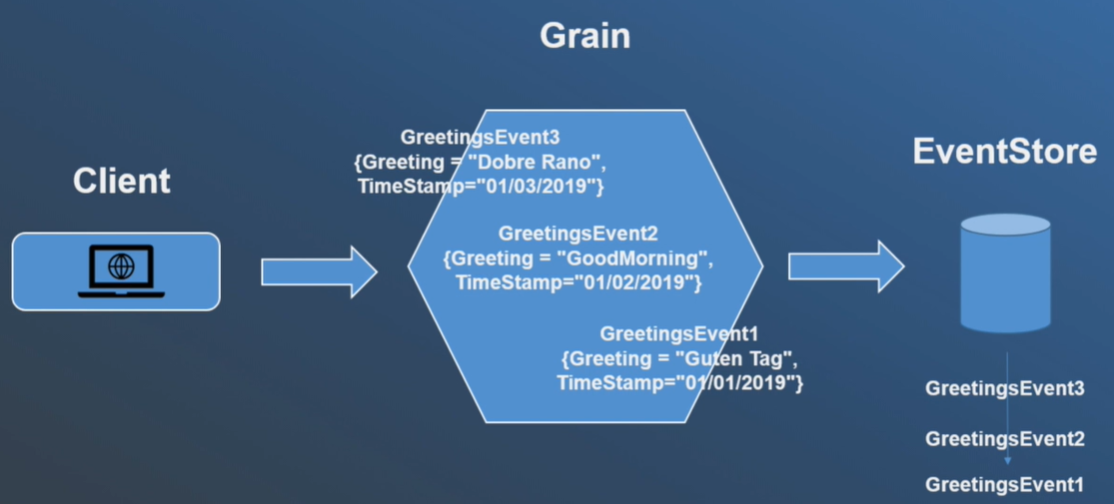 Grain
Client
EventStore
GreetingsEvent3
{Greeting = "Dobre Rano",
TimeStamp="01/03/2019"}
GreetingsEvent2
{Greeting = "GoodMorning",
TimeStamp="01/02/2019"}
GreetingsEvent1
{Greeting = "Guten Tag",
TimeStamp="01/01/2019"}
GreetingsEvent3
GreetingsEvent2
GreetingsEvent1